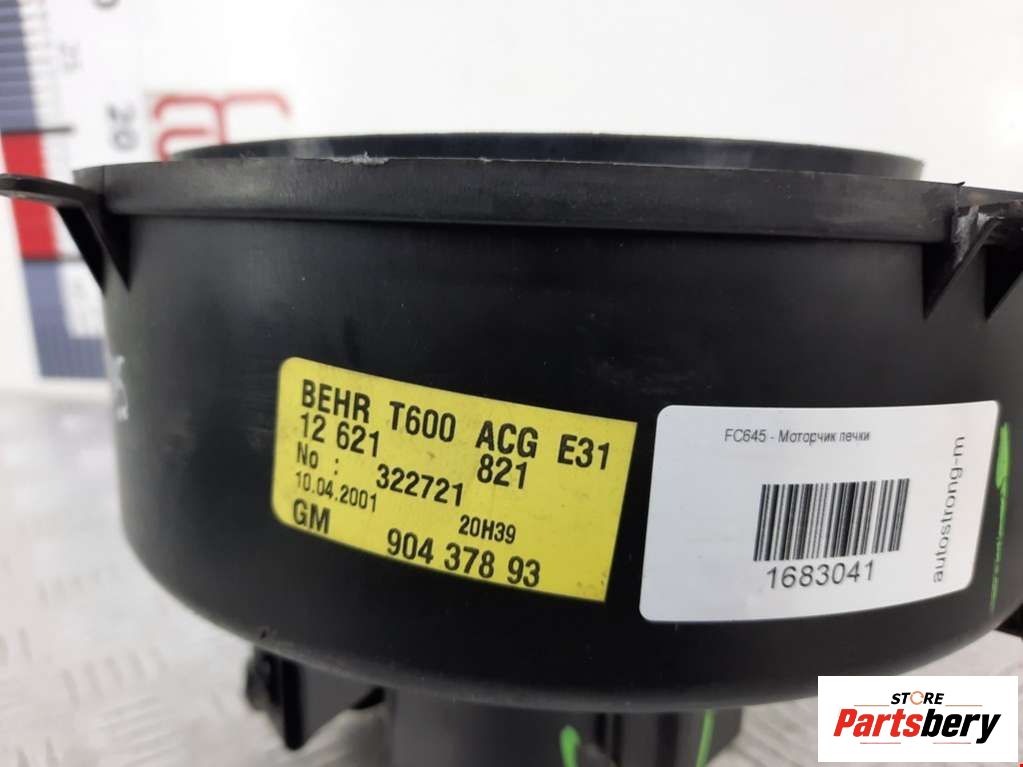 20
BEHR T600 ACG E31
12 621 821
No : 322721
10.04.2001 20H39
GM 904 378 93
FC645 - Моторчик печки
1683041
autostrong-m
STORE
Partsbery